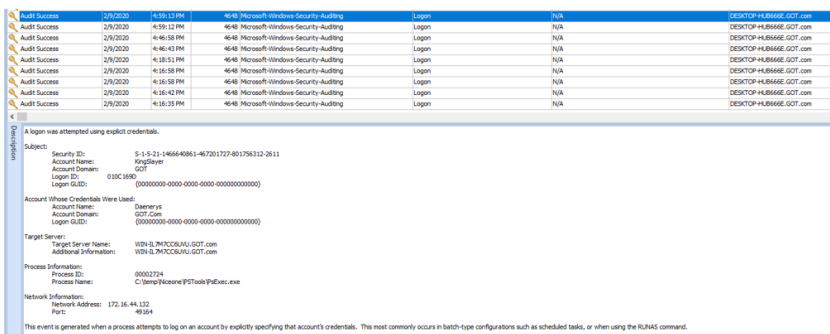 Audit Success 2/9/2020 4:59:13 PM 4648 Microsoft-Windows-Security-Auditing Logon N/A DESKTOP-HUB666E.GOT.com
Audit Success 2/9/2020 4:59:12 PM 4648 Microsoft-Windows-Security-Auditing Logon N/A DESKTOP-HUB666E.GOT.com
Audit Success 2/9/2020 4:46:58 PM 4648 Microsoft-Windows-Security-Auditing Logon N/A DESKTOP-HUB666E.GOT.com
Audit Success 2/9/2020 4:46:43 PM 4648 Microsoft-Windows-Security-Auditing Logon N/A DESKTOP-HUB666E.GOT.com
Audit Success 2/9/2020 4:18:51 PM 4648 Microsoft-Windows-Security-Auditing Logon N/A DESKTOP-HUB666E.GOT.com
Audit Success 2/9/2020 4:16:58 PM 4648 Microsoft-Windows-Security-Auditing Logon N/A DESKTOP-HUB666E.GOT.com
Audit Success 2/9/2020 4:16:58 PM 4648 Microsoft-Windows-Security-Auditing Logon N/A DESKTOP-HUB666E.GOT.com
Audit Success 2/9/2020 4:16:42 PM 4648 Microsoft-Windows-Security-Auditing Logon N/A DESKTOP-HUB666E.GOT.com
Audit Success 2/9/2020 4:16:35 PM 4648 Microsoft-Windows-Security-Auditing Logon N/A DESKTOP-HUB666E.GOT.com
Description
A logon was attempted using explicit credentials.
Subject:
Security ID: S-1-5-21-1466640861-467201727-801756312-2611
Account Name: KingSlayer
Account Domain: GOT
Logon ID: 010C169D
Logon GUID: {00000000-0000-0000-0000-000000000000}
Account Whose Credentials Were Used:
Account Name: Daenerys
Account Domain: GOT.Com
Logon GUID: {00000000-0000-0000-0000-000000000000}
Target Server:
Target Server Name: WIN-IL7M7CC6UVU.GOT.com
Additional Information: WIN-IL7M7CC6UVU.GOT.com
Process Information:
Process ID: 00002724
Process Name: C:\temp\Niceone\PSTools\PsExec.exe
Network Information:
Network Address: 172.16.44.132
Port: 49164
This event is generated when a process attempts to log on an account by explicitly specifying that account's credentials. This most commonly occurs in batch-type configurations such as scheduled tasks, or when using the RUNAS command.